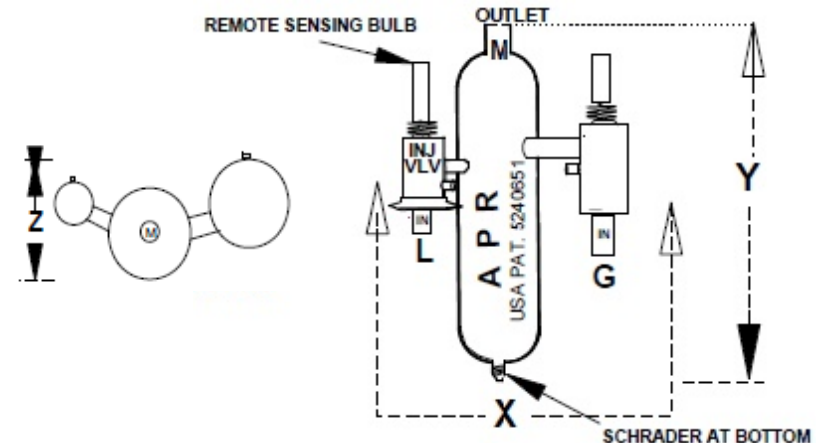 REMOTE SENSING BULB
OUTLET
M
INJ
VLV
IN
L
A P R
USA PAT. 5240651
IN
G
Y
Z
M
X
SCHRADER AT BOTTOM